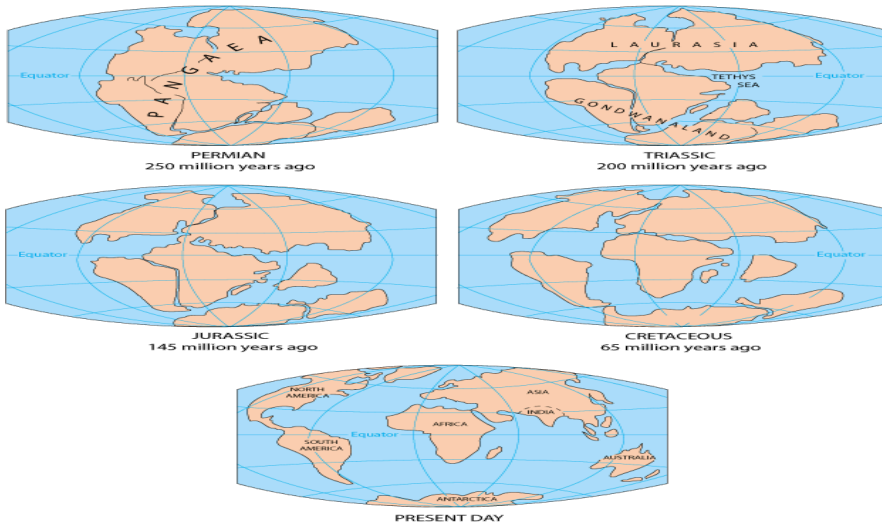 PANGAEA
Equator
PERMIAN
250 million years ago
LAURASIA
TETHYS
SEA
Equator
GONDWANALAND
TRIASSIC
200 million years ago
Equator
JURASSIC
145 million years ago
Equator
CRETACEOUS
65 million years ago
NORTH
AMERICA
ASIA
INDIA
AFRICA
Equator
SOUTH
AMERICA
AUSTRALIA
ANTARCTICA
PRESENT DAY